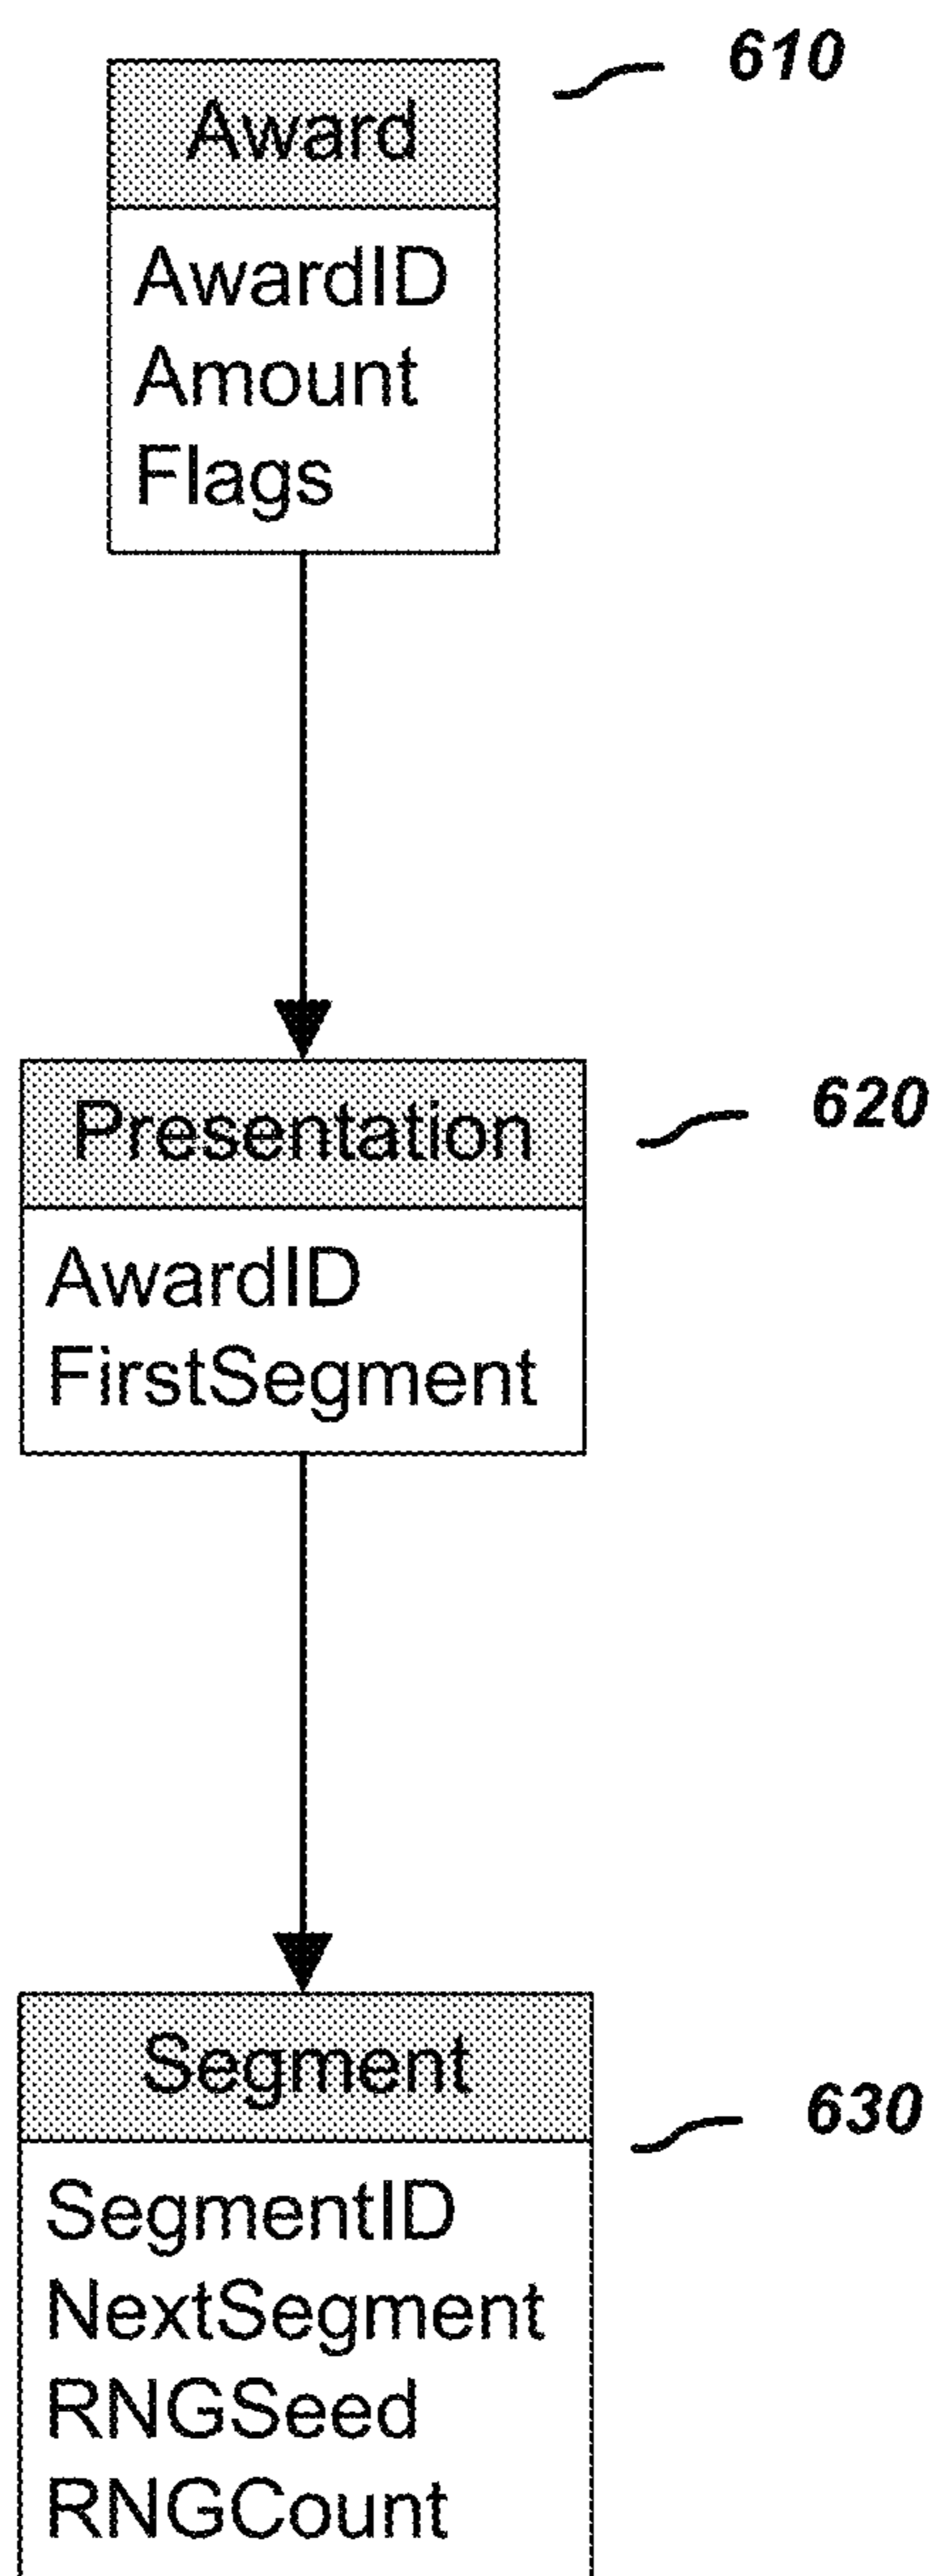 610
Award
AwardID
Amount
Flags
620
Presentation
AwardID
FirstSegment
Segment
630
SegmentID
NextSegment
RNGSeed
RNGCount